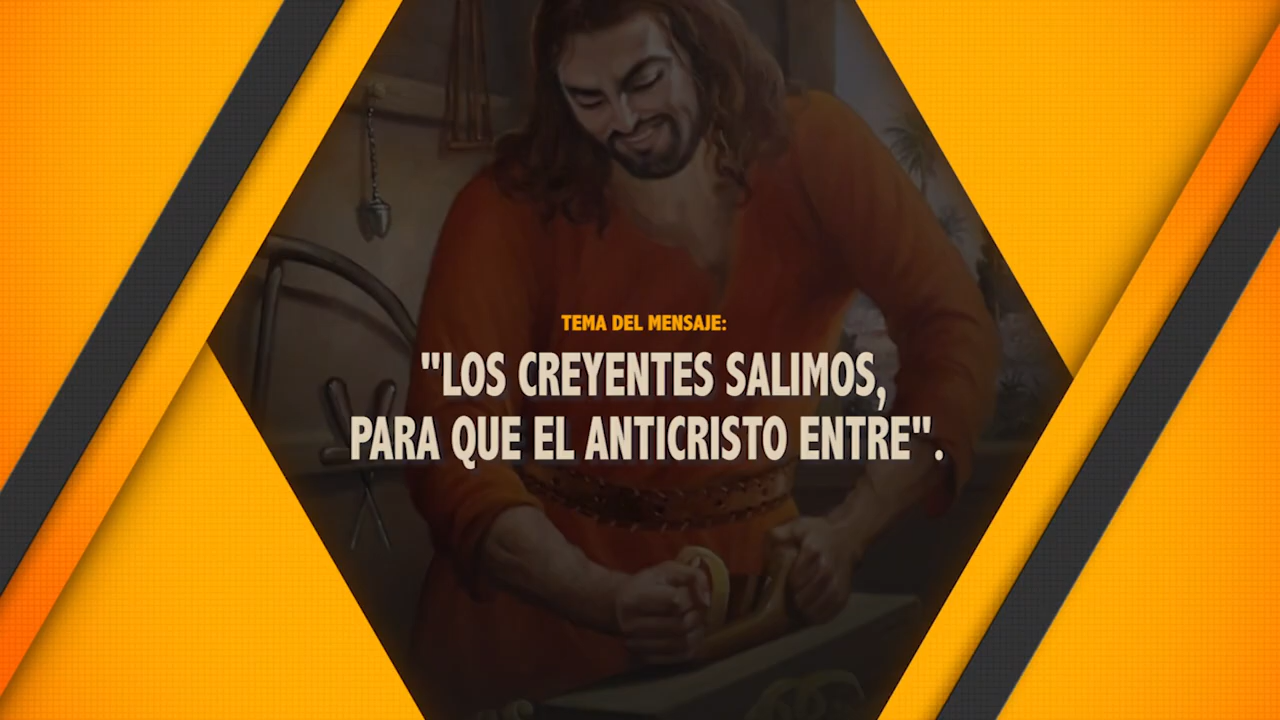 TEMA DEL MENSAJE:
"LOS CREYENTES SALIMOS,
PARA QUE EL ANTICRISTO ENTRE".